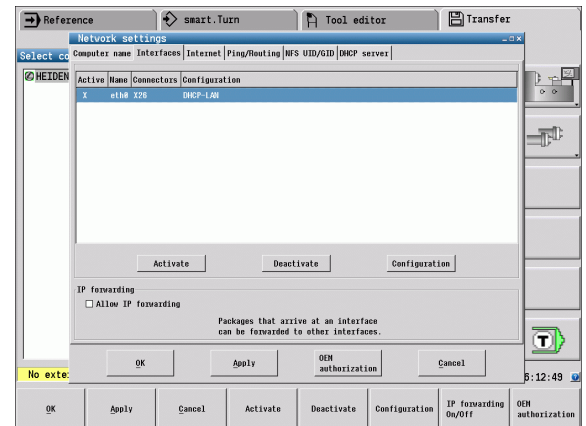 Reference
smart.Turn
Tool editor
Transfer
Network settings
Select co
Computer name Interfaces Internet Ping/Routing NFS UID/GID DHCP server
HEIDEN
Active Name Connectors Configuration
X eth0 X26 DHCP-LAN
Activate Deactivate Configuration
IP forwarding
Allow IP forwarding
Packages that arrive at an interface
can be forwarded to other interfaces.
T
OK Apply OEM authorization Cancel
No exte
6:12:49
OK Apply Cancel Activate Deactivate Configuration IP forwarding On/Off OEM authorization